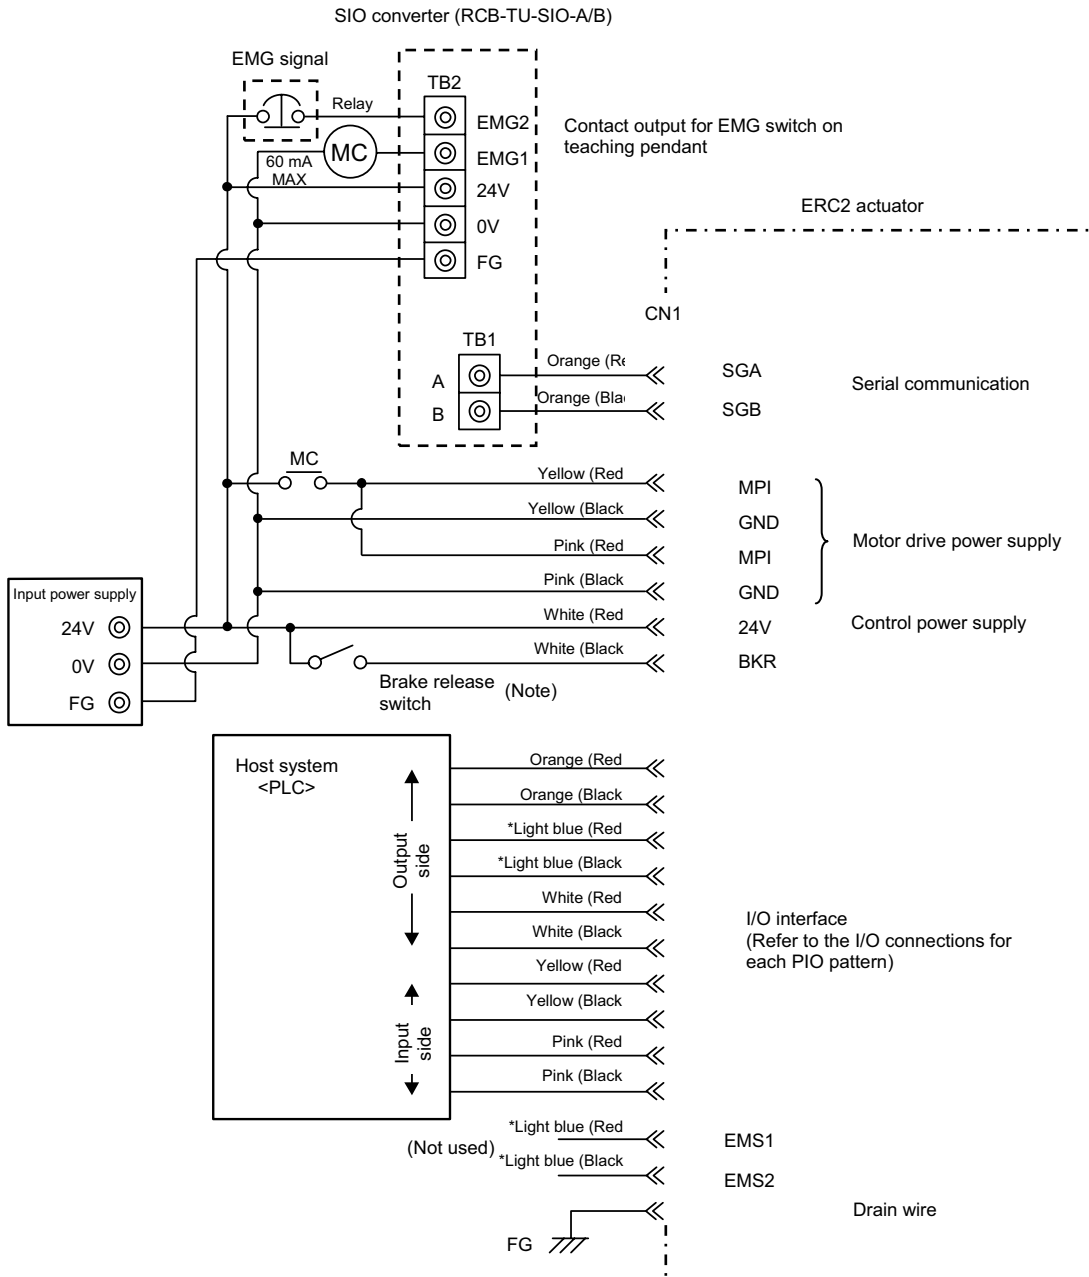 SIO converter (RCB-TU-SIO-A/B)
EMG signal
TB2
Relay
EMG2
Contact output for EMG switch on
teaching pendant
MC
EMG1
60 mA
MAX
24V
0V
FG
ERC2 actuator
CN1
TB1
A
Orange (Re
SGA
Serial communication
B
Orange (Bla
SGB
MC
Yellow (Red
MPI
Yellow (Black
GND
Motor drive power supply
Pink (Red
MPI
Pink (Black
GND
Input power supply
24V
White (Red
24V
Control power supply
0V
White (Black
BKR
FG
Brake release
switch
(Note)
Host system
<PLC>
Output
side
Input
side
Orange (Red
Orange (Black
*Light blue (Red
*Light blue (Black
White (Red
White (Black
Yellow (Red
Yellow (Black
Pink (Red
Pink (Black
I/O interface
(Refer to the I/O connections for
each PIO pattern)
(Not used)
*Light blue (Red
EMS1
*Light blue (Black
EMS2
Drain wire
FG